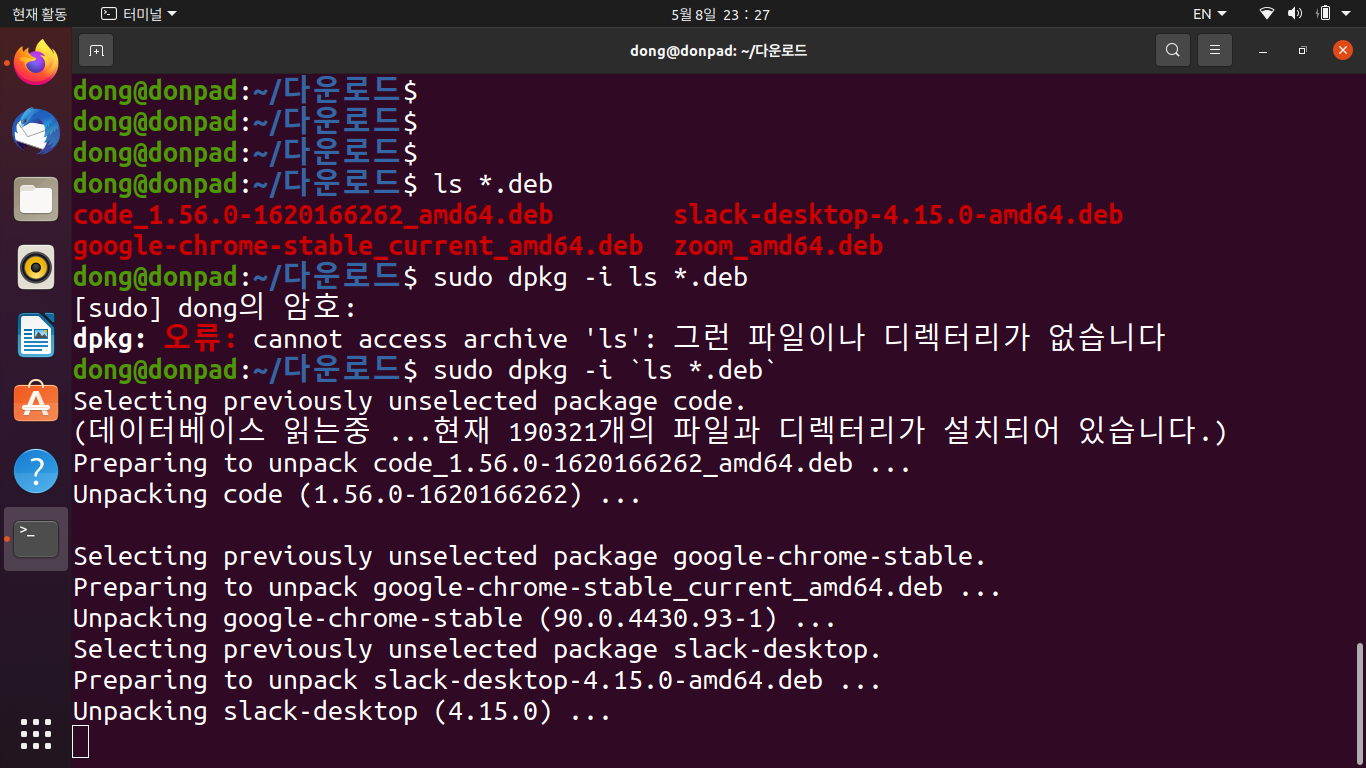 현재 활동 터미널 5월 8일 23 : 27 EN
dong@donpad: ~/다운로드
dong@donpad:~/다운로드$
dong@donpad:~/다운로드$
dong@donpad:~/다운로드$
dong@donpad:~/다운로드$ ls *.deb
code_1.56.0-1620166262_amd64.deb slack-desktop-4.15.0-amd64.deb
google-chrome-stable_current_amd64.deb zoom_amd64.deb
dong@donpad:~/다운로드$ sudo dpkg -i ls *.deb
[sudo] dong의 암호:
dpkg: 오류: cannot access archive 'ls': 그런 파일이나 디렉터리가 없습니다
dong@donpad:~/다운로드$ sudo dpkg -i `ls *.deb`
Selecting previously unselected package code.
(데이터베이스 읽는중 ...현재 190321개의 파일과 디렉터리가 설치되어 있습니다.)
Preparing to unpack code_1.56.0-1620166262_amd64.deb ...
Unpacking code (1.56.0-1620166262) ...
Selecting previously unselected package google-chrome-stable.
Preparing to unpack google-chrome-stable_current_amd64.deb ...
Unpacking google-chrome-stable (90.0.4430.93-1) ...
Selecting previously unselected package slack-desktop.
Preparing to unpack slack-desktop-4.15.0-amd64.deb ...
Unpacking slack-desktop (4.15.0) ...